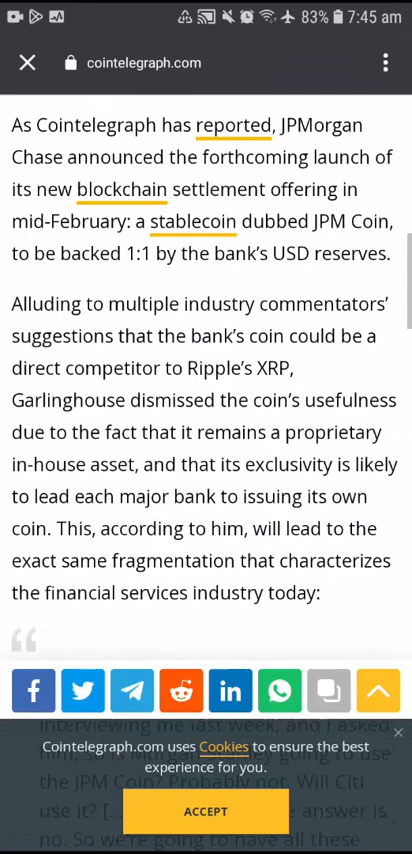 83% 7:45 am
cointelegraph.com
As Cointelegraph has reported, JPMorgan
Chase announced the forthcoming launch of
its new blockchain settlement offering in
mid-February: a stablecoin dubbed JPM Coin,
to be backed 1:1 by the bank's USD reserves.
Alluding to multiple industry commentators'
suggestions that the bank's coin could be a
direct competitor to Ripple's XRP,
Garlinghouse dismissed the coin's usefulness
due to the fact that it remains a proprietary
in-house asset, and that its exclusivity is likely
to lead each major bank to issuing its own
coin. This, according to him, will lead to the
exact same fragmentation that characterizes
the financial services industry today:
interviewing me last week, and I asked
Cointelegraph.com uses Cookies to ensure the best
experience for you.
the JPM Coin? Probably not. Will Citi
ACCEPT
use it? [... answer is
no. So we're going to have all these